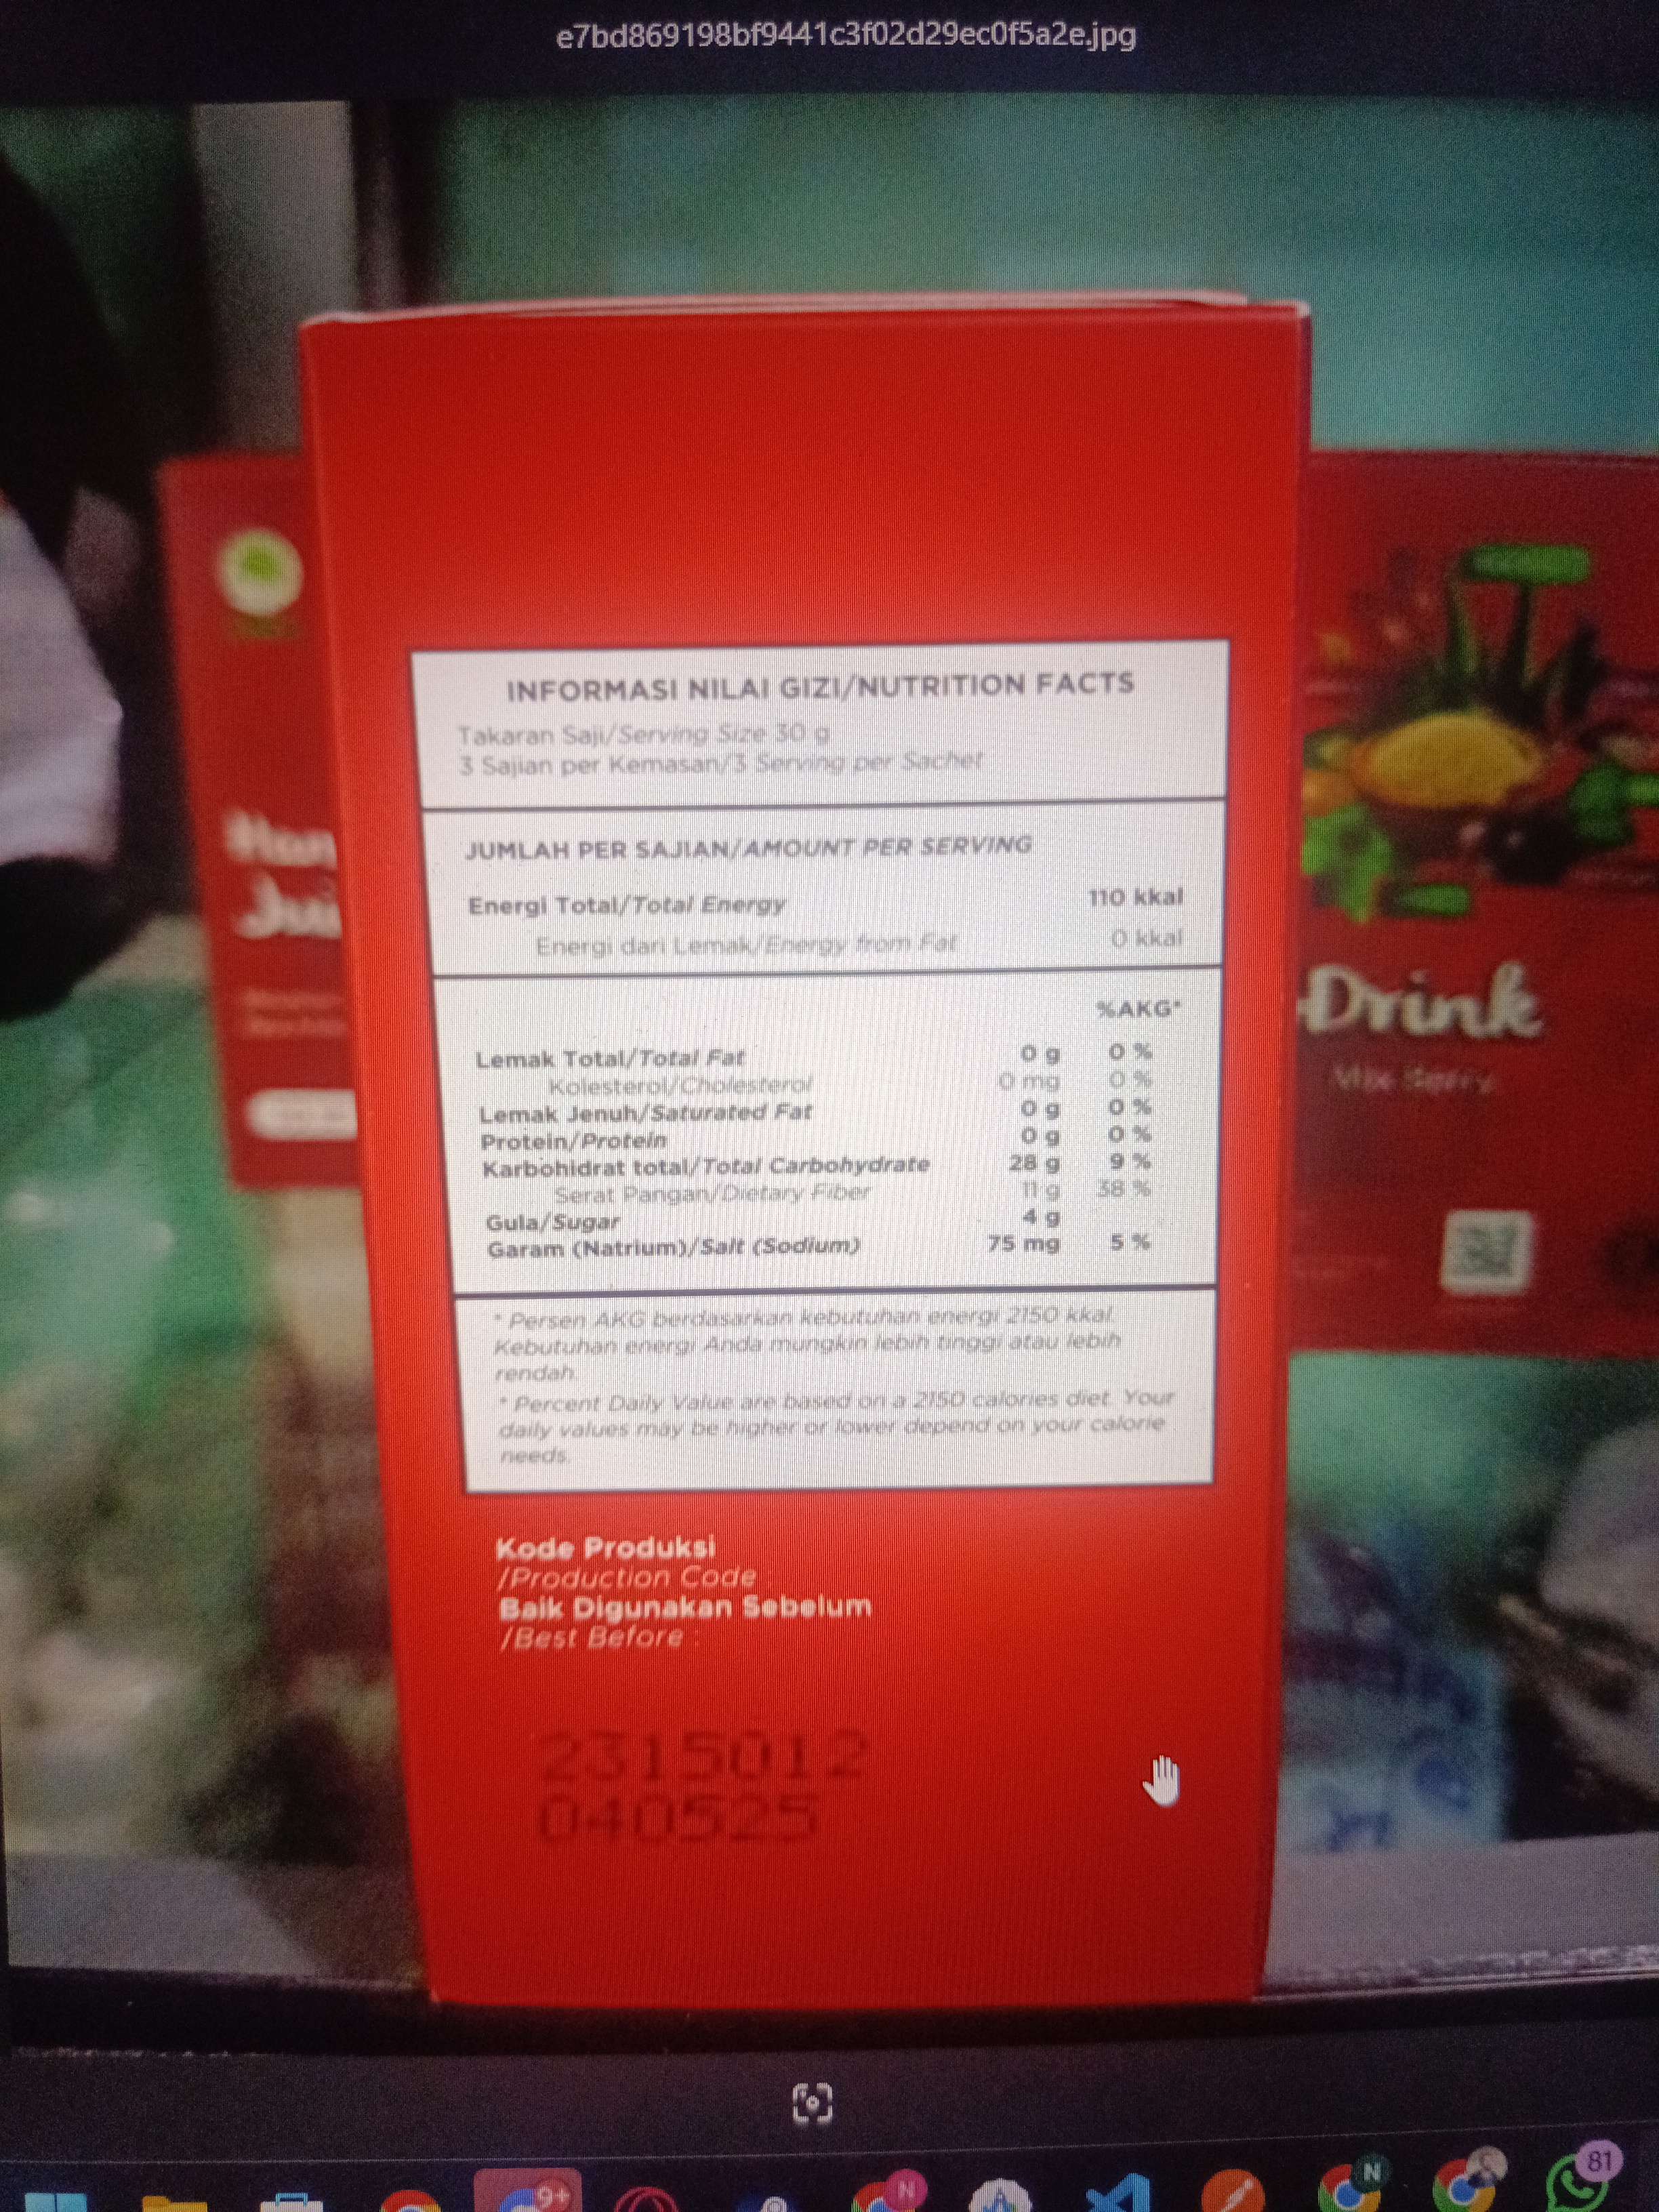 e7bd869198bf9441c3f02d29ec0f5a2e.jpg
INFORMASI NILAI GIZI/NUTRITION FACTS
Takaran Saji/Serving Size 30 g
3 Sajian per Kemasan/3 Serving per Sachet
JUMLAH PER SAJIAN/AMOUNT PER SERVING
Energi Total/Total Energy 110 kkal
Energi dari Lemak/Energy from Fat 0 kkal
%AKG*
Lemak Total/Total Fat 0 g 0 %
Kolesterol/Cholesterol 0 mg 0 %
Lemak Jenuh/Saturated Fat 0 g 0 %
Protein/Protein 0 g 0 %
Karbohidrat total/Total Carbohydrate 28 g 9 %
Serat Pangan/Dietary Fiber 11 g 38 %
Gula/Sugar 4 g
Garam (Natrium)/Salt (Sodium) 75 mg 5 %
* Persen AKG berdasarkan kebutuhan energi 2150 kkal.
Kebutuhan energi Anda mungkin lebih tinggi atau lebih
rendah.
* Percent Daily Value are based on a 2150 calories diet. Your
daily values may be higher or lower depend on your calorie
needs.
Kode Produksi
/Production Code
Baik Digunakan Sebelum
/Best Before :
2315012
040525
Drink
Mix Berry
9+
N
N
81